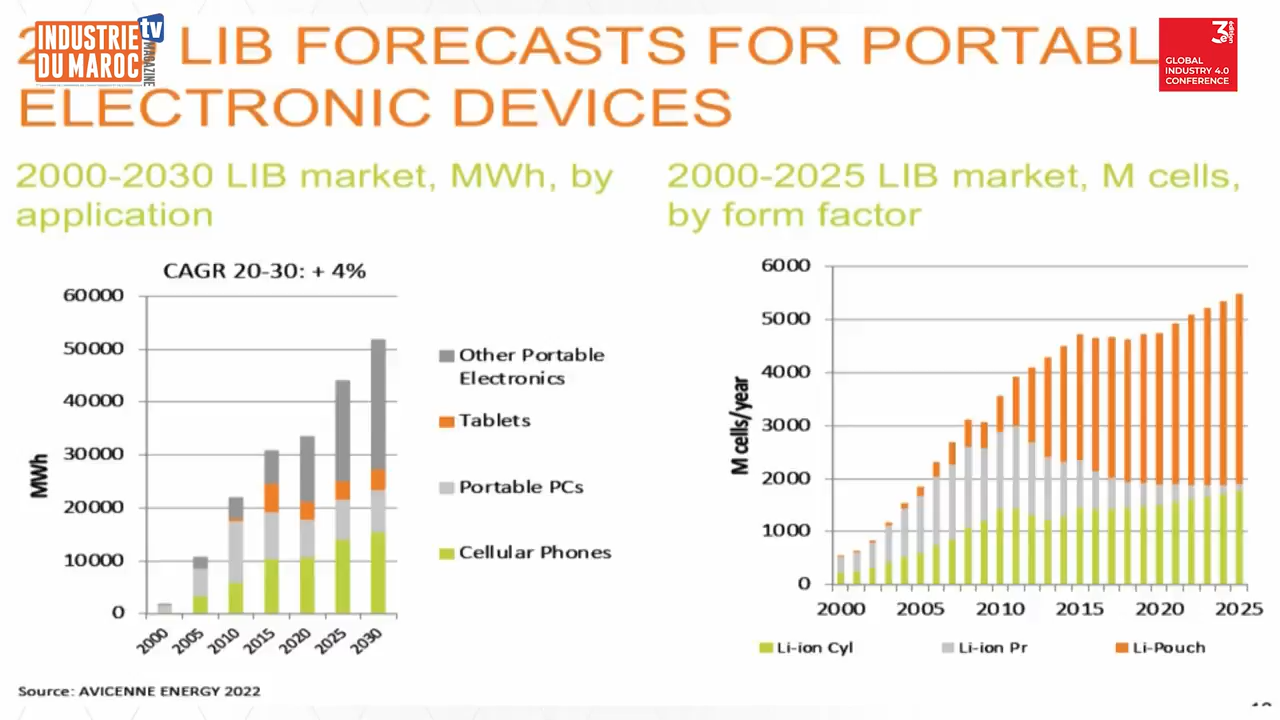 INDUSTRIE
DU MAROC
tv
MAGAZINE
LIB FORECASTS FOR
ELECTRONIC DEVICES
3e
édition
GLOBAL
INDUSTRY 4.0
CONFERENCE
2000-2030 LIB market, MWh, by
application
2000-2025 LIB market, M cells,
by form factor
CAGR 20-30: + 4%
60000
50000
40000
30000
20000
10000
0
MWh
2000
2005
2010
2015
2020
2025
2030
Other Portable
Electronics
Tablets
Portable PCs
Cellular Phones
6000
5000
4000
3000
2000
1000
0
M cells/year
2000 2005 2010 2015 2020 2025
Li-ion Cyl Li-ion Pr Li-Pouch
Source: AVICENNE ENERGY 2022